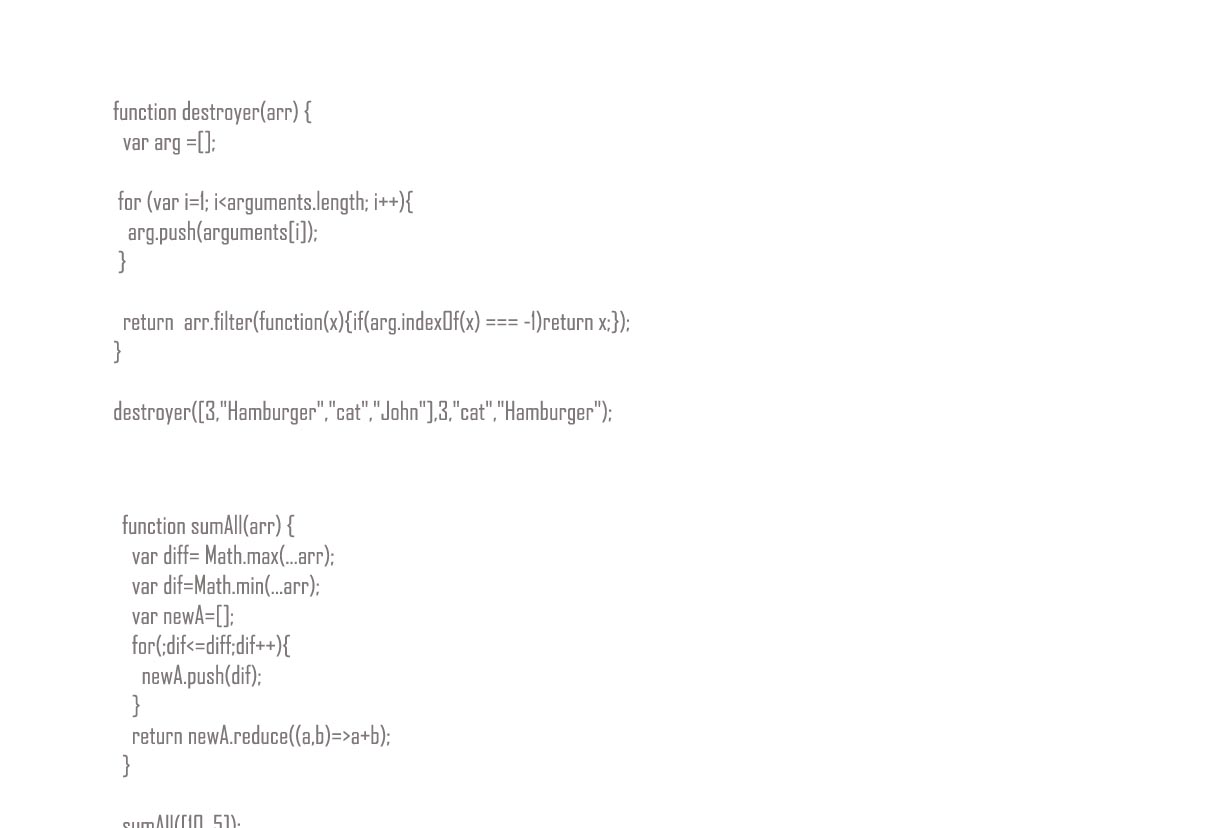 function destroyer(arr) {
var arg =[];
for (var i=1; i<arguments.length; i++){
arg.push(arguments[i]);
}
return  arr.filter(function(x){if(arg.indexOf(x) === -1)return x;});
}
destroyer([3,"Hamburger","cat","John"],3,"cat","Hamburger");
function sumAll(arr) {
var diff= Math.max(...arr);
var dif=Math.min(...arr);
var newA=[];
for(;dif<=diff;dif++){
newA.push(dif);
}
return newA.reduce((a,b)=>a+b);
}
sumAll([10, 5]);